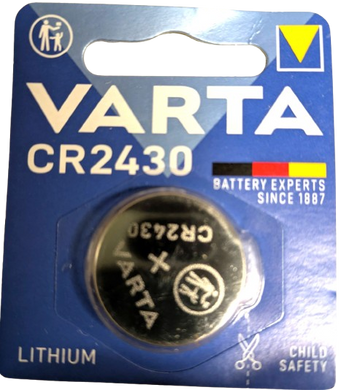 VARTA
CR2430
BATTERY EXPERTS
SINCE 1887
CR2430
+
VARTA
LITHIUM
CHILD
SAFETY